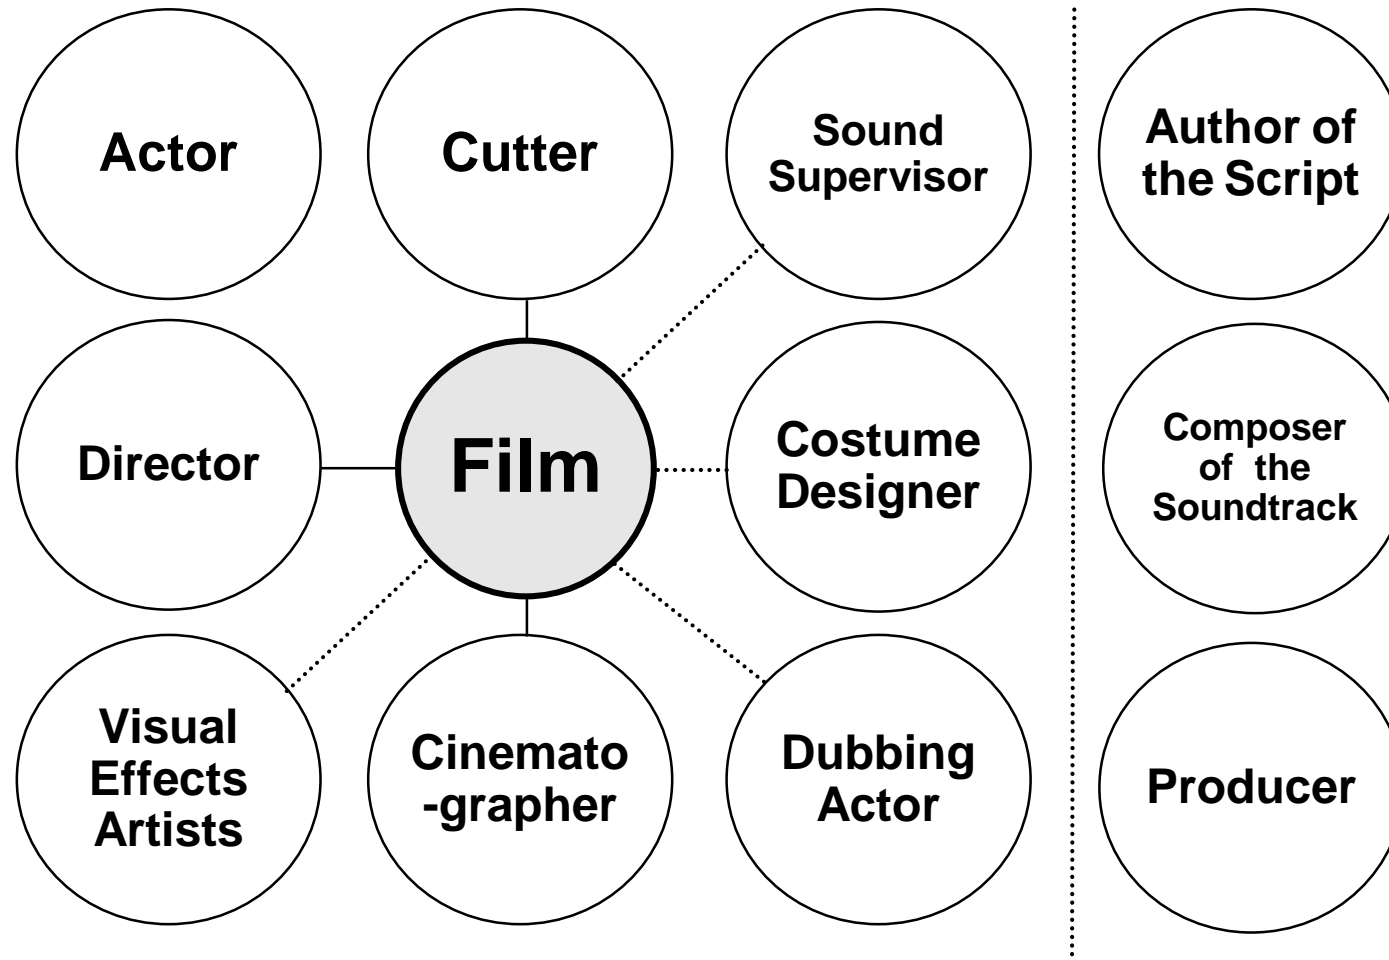 Actor
Cutter
Sound
Supervisor
Author of
the Script
Director
Film
Costume
Designer
Composer
of the
Soundtrack
Visual
Effects
Artists
Cinemato
-grapher
Dubbing
Actor
Producer